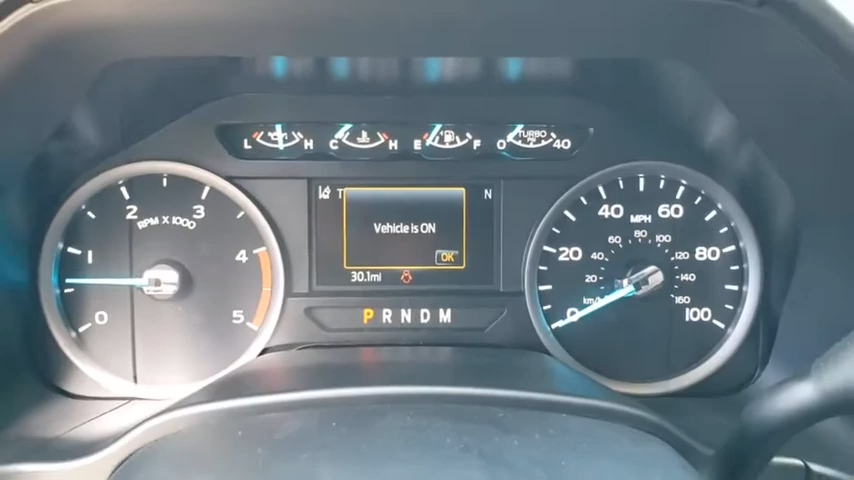 L H C H E F 0 TURBO 40
T N
Vehicle is ON
OK
30.1mi
P R N D M
RPM X 1000
0 1 2 3 4 5
MPH
0 20 40 60 80 100
km/h
20 40 60 80 100 120 140 160